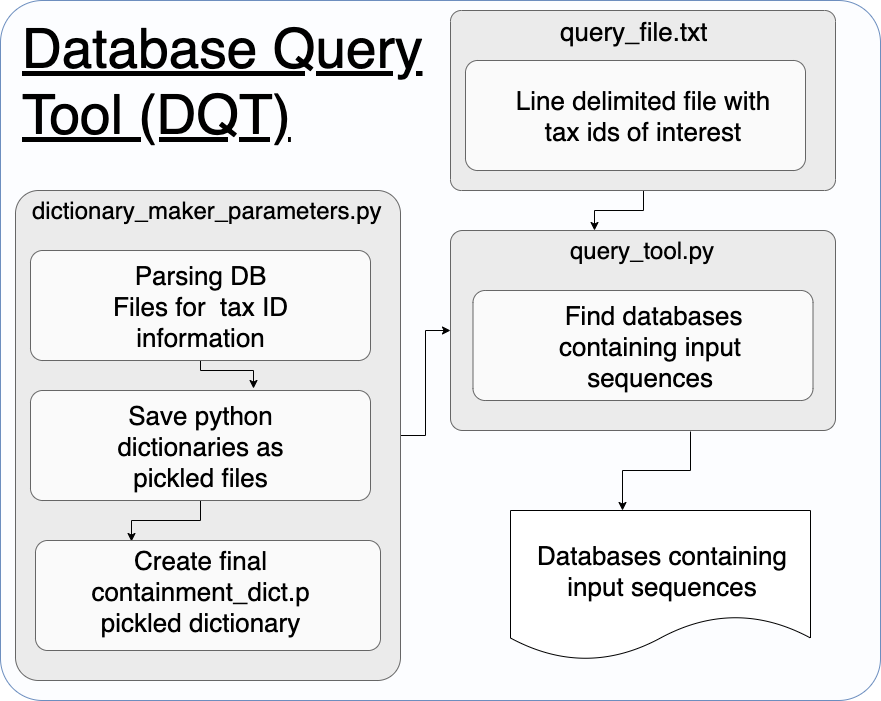 Database Query
Tool (DQT)
query_file.txt
Line delimited file with
tax ids of interest
dictionary_maker_parameters.py
Parsing DB
Files for  tax ID
information
Save python
dictionaries as
pickled files
Create final
containment_dict.p
pickled dictionary
query_tool.py
Find databases
containing input
sequences
Databases containing
input sequences